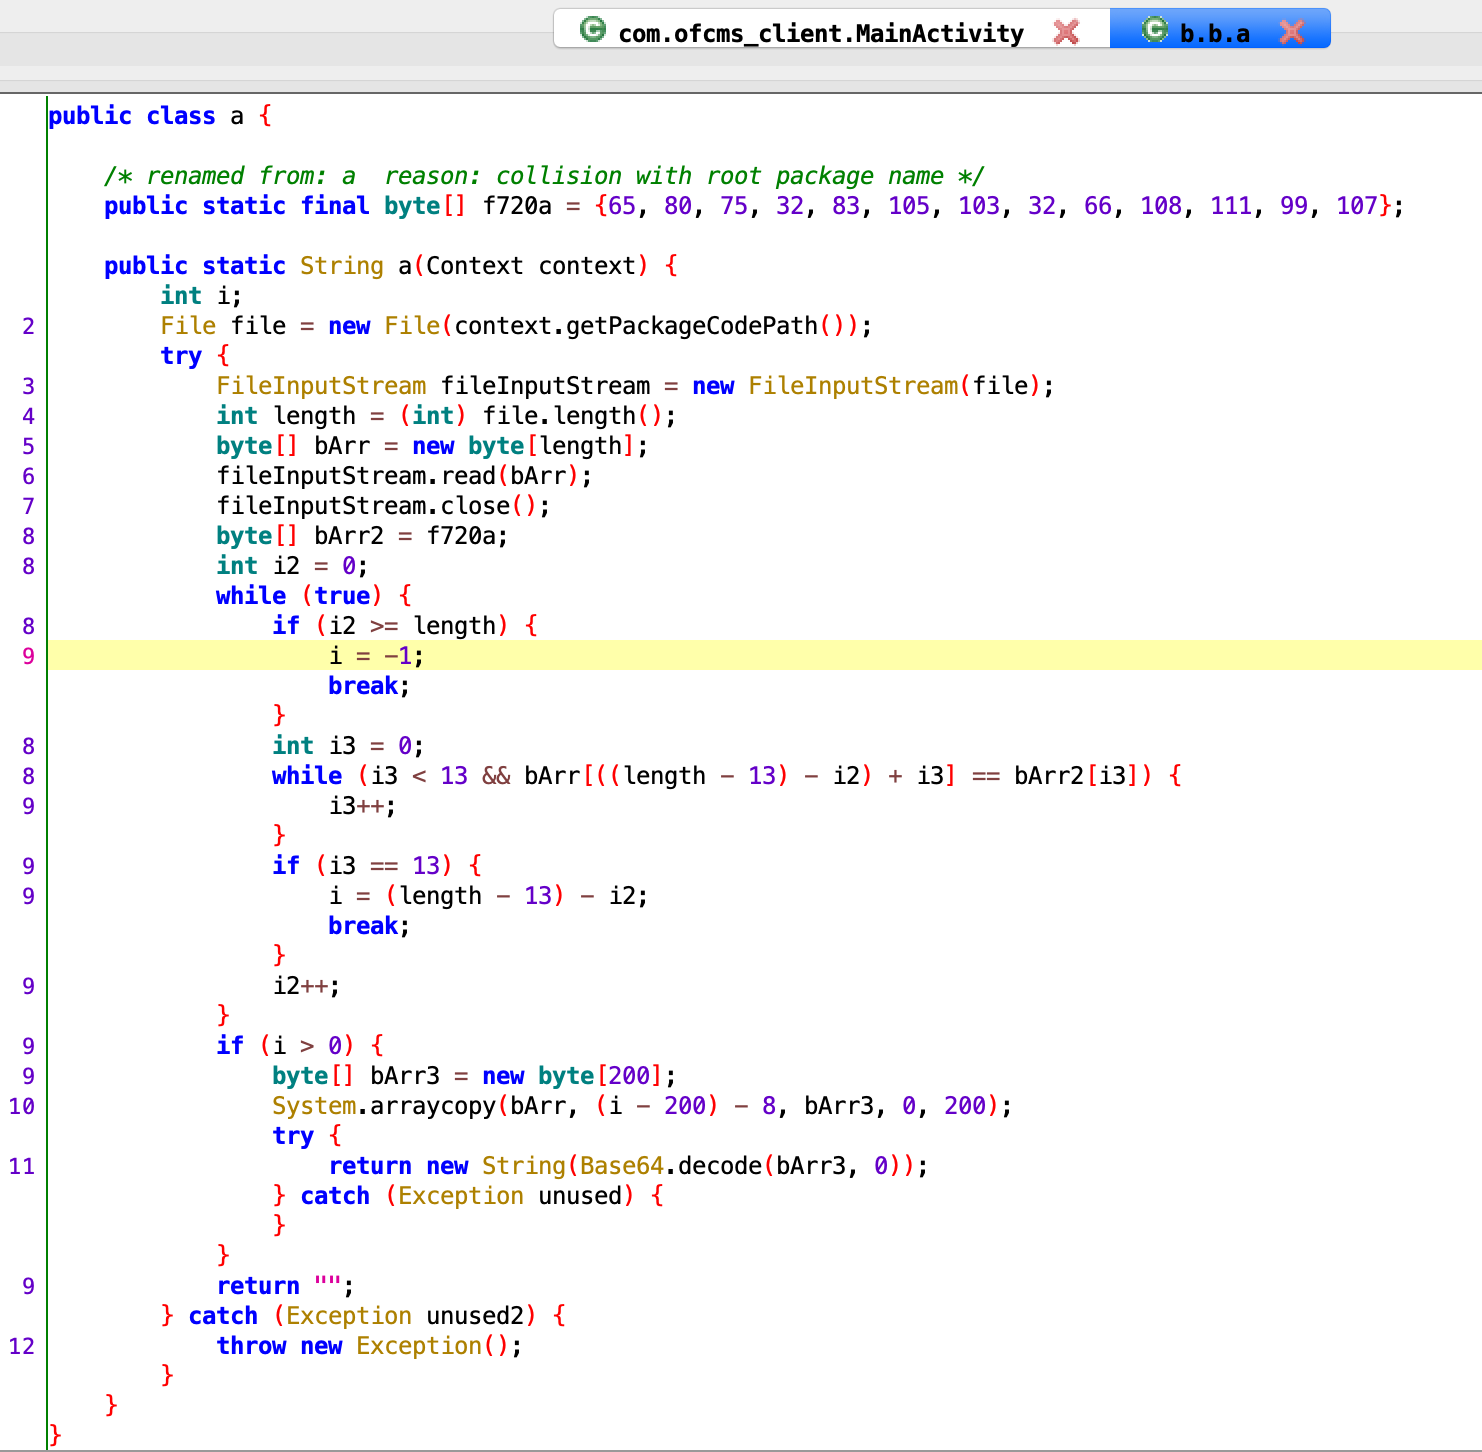 com.ofcms_client.MainActivity b.b.a
public class a {
/* renamed from: a  reason: collision with root package name */
public static final byte[] f720a = {65, 80, 75, 32, 83, 105, 103, 32, 66, 108, 111, 99, 107};
public static String a(Context context) {
int i;
2 File file = new File(context.getPackageCodePath());
try {
3 FileInputStream fileInputStream = new FileInputStream(file);
4 int length = (int) file.length();
5 byte[] bArr = new byte[length];
6 fileInputStream.read(bArr);
7 fileInputStream.close();
8 byte[] bArr2 = f720a;
8 int i2 = 0;
while (true) {
8 if (i2 >= length) {
9 i = -1;
break;
}
8 int i3 = 0;
8 while (i3 < 13 && bArr[((length - 13) - i2) + i3] == bArr2[i3]) {
9 i3++;
}
9 if (i3 == 13) {
9 i = (length - 13) - i2;
break;
}
9 i2++;
}
9 if (i > 0) {
9 byte[] bArr3 = new byte[200];
10 System.arraycopy(bArr, (i - 200) - 8, bArr3, 0, 200);
try {
11 return new String(Base64.decode(bArr3, 0));
} catch (Exception unused) {
}
}
9 return "";
} catch (Exception unused2) {
12 throw new Exception();
}
}
}